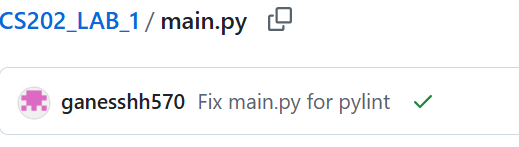 CS202_LAB_1 / main.py
ganesshh570 Fix main.py for pylint